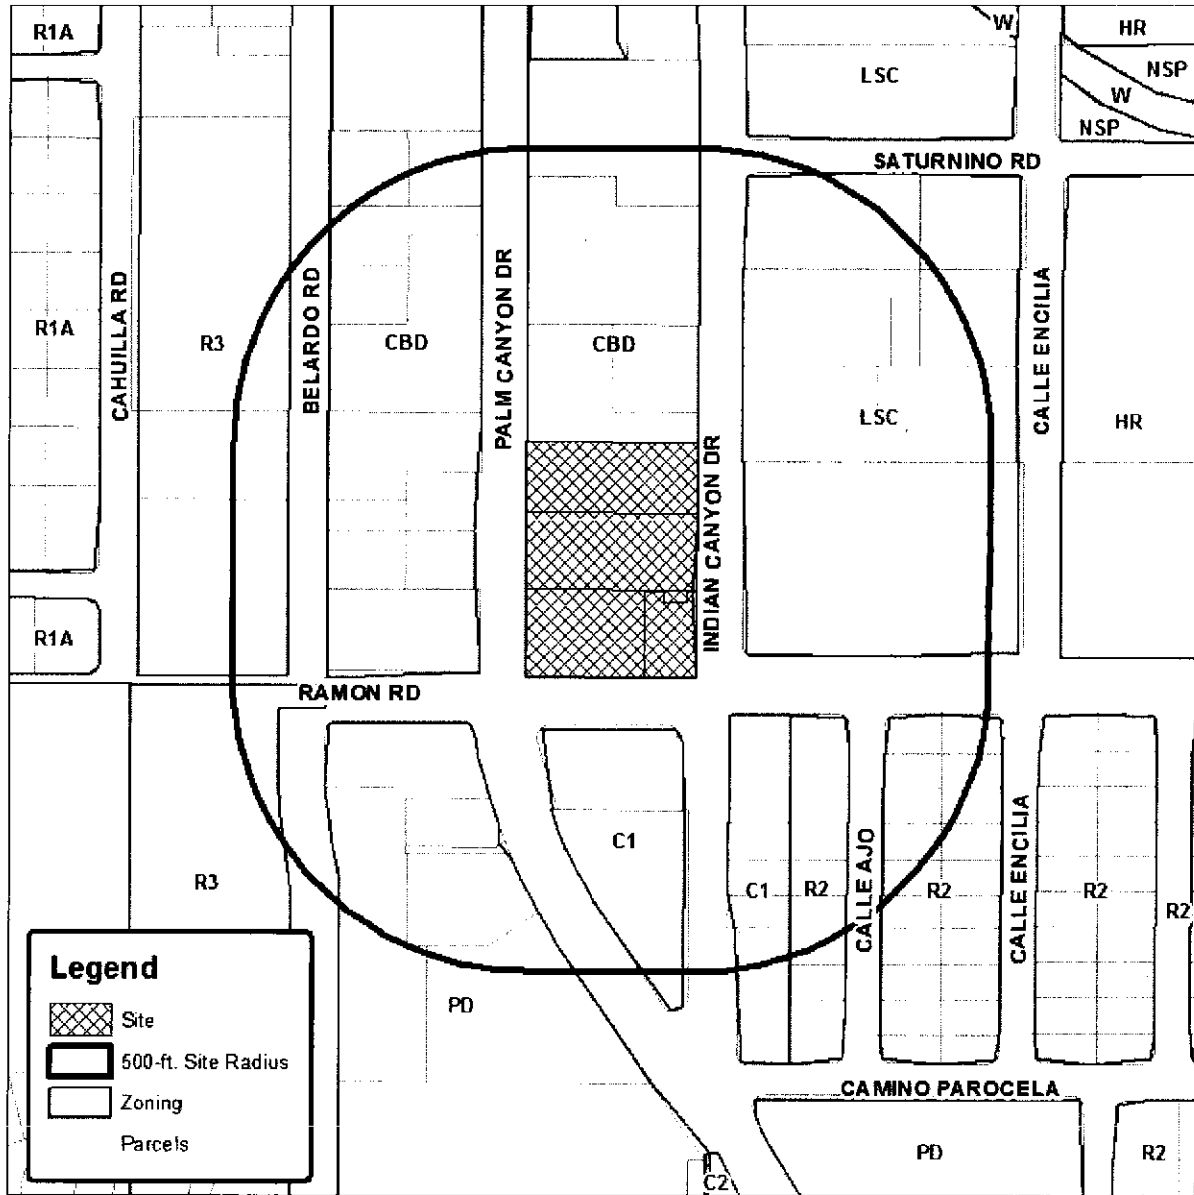 R1A
W
HR
LSC
NSP
W
NSP
SATURNINO RD
R1A
CAHUILLA RD
R3
BELARDO RD
CBD
PALM CANYON DR
CBD
INDIAN CANYON DR
LSC
CALLE ENCILIA
HR
R1A
RAMON RD
C1
R3
C1
R2
CALLE AJO
R2
CALLE ENCILIA
R2
R2
PD
CAMINO PAROCELA
PD
R2
C2
Legend
Site
500-ft. Site Radius
Zoning
Parcels